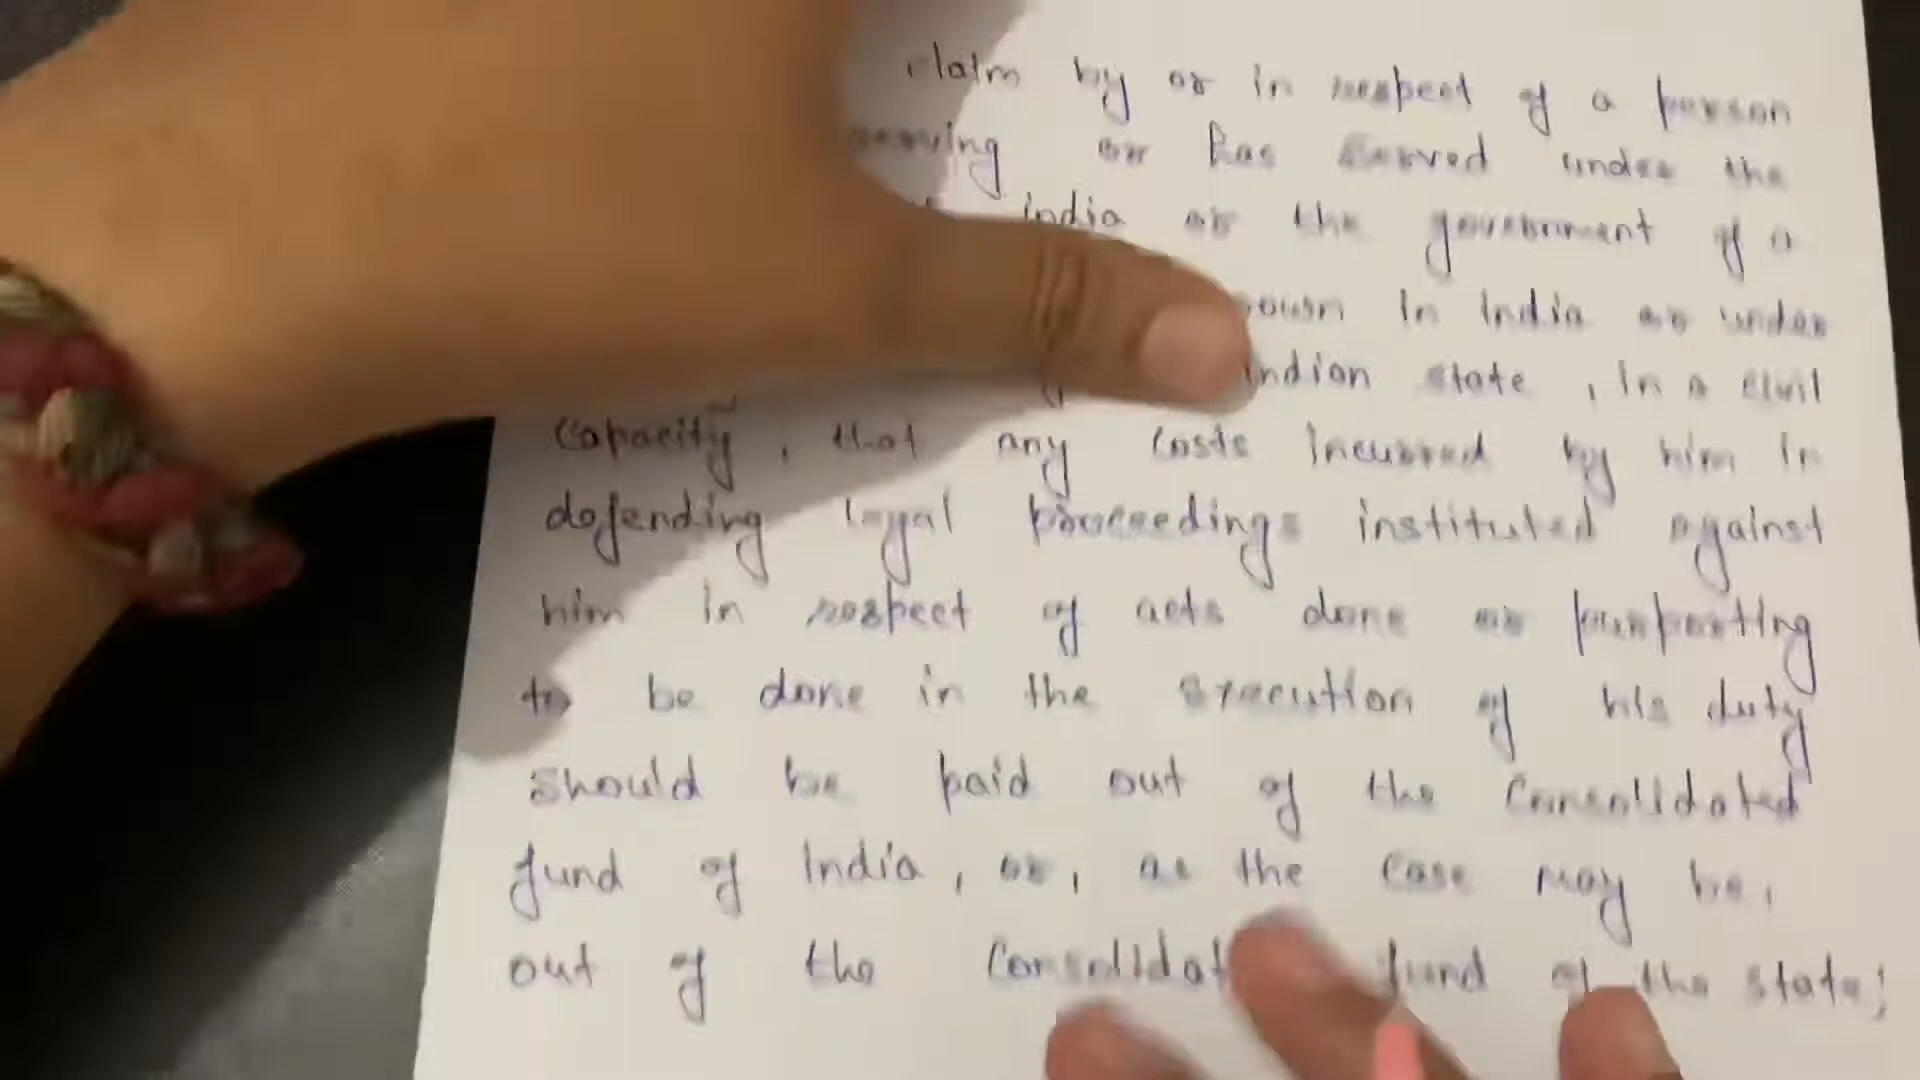 claim by or in respect of a person
serving or has served under the
india or the government of a
in india or under
indian state, in a civil
capacity, that any costs incurred by him in
defending legal proceedings instituted against
him in respect of acts done or purporting
to be done in the execution of his duty
should be paid out of the Consolidated
fund of India, or, as the case may be,
out of the Consolidat fund of the state;